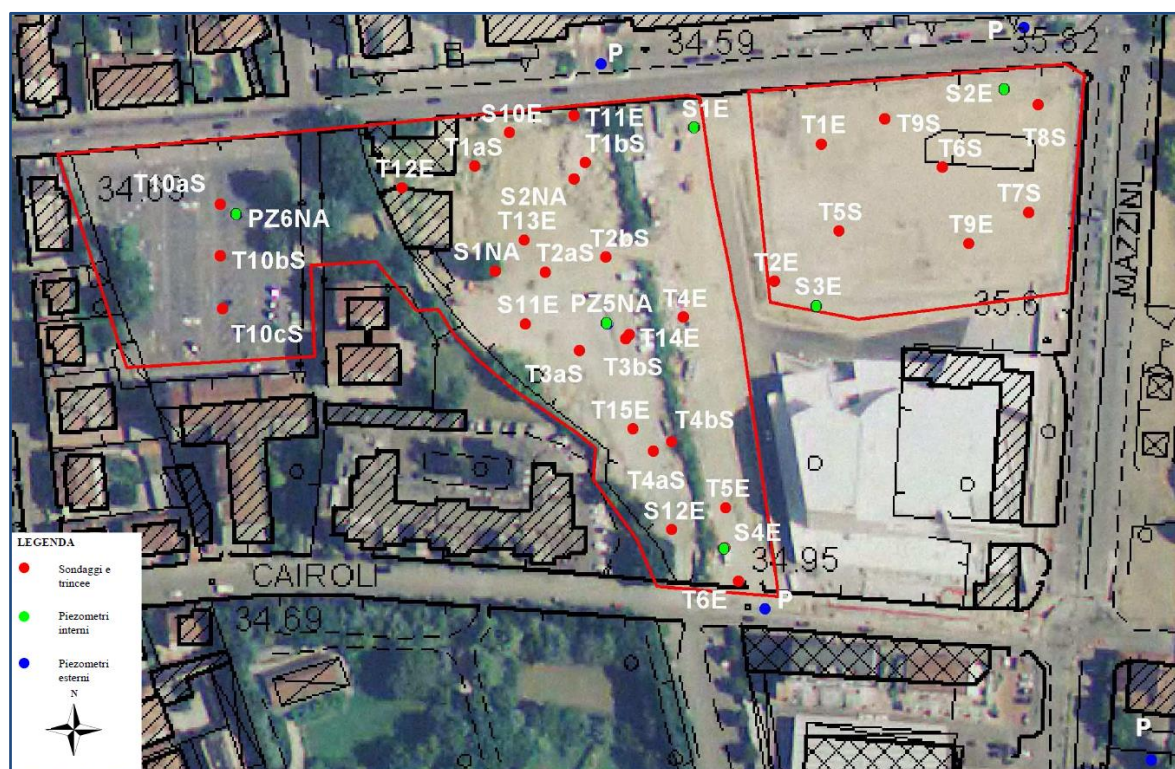 P
34.59
P
35.82
S10E
T11E
S1E
S2E
T1aS
T1bS
T1E
T9S
T8S
T12E
T6S
34.63
T10aS
S2NA
T7S
PZ6NA
T13E
T5S
T10bS
S1NA
T2aS
T2bS
T9E
MAZZINI
T2E
S3E
T10cS
S11E
PZ5NA
T4E
35.6
T14E
T3aS
T3bS
T15E
T4bS
T4aS
T5E
S12E
S4E
34.95
CAIROLI
T6E
P
34.69
P
LEGENDA
Sondaggi e
trincee
Piezometri
interni
Piezometri
esterni
N